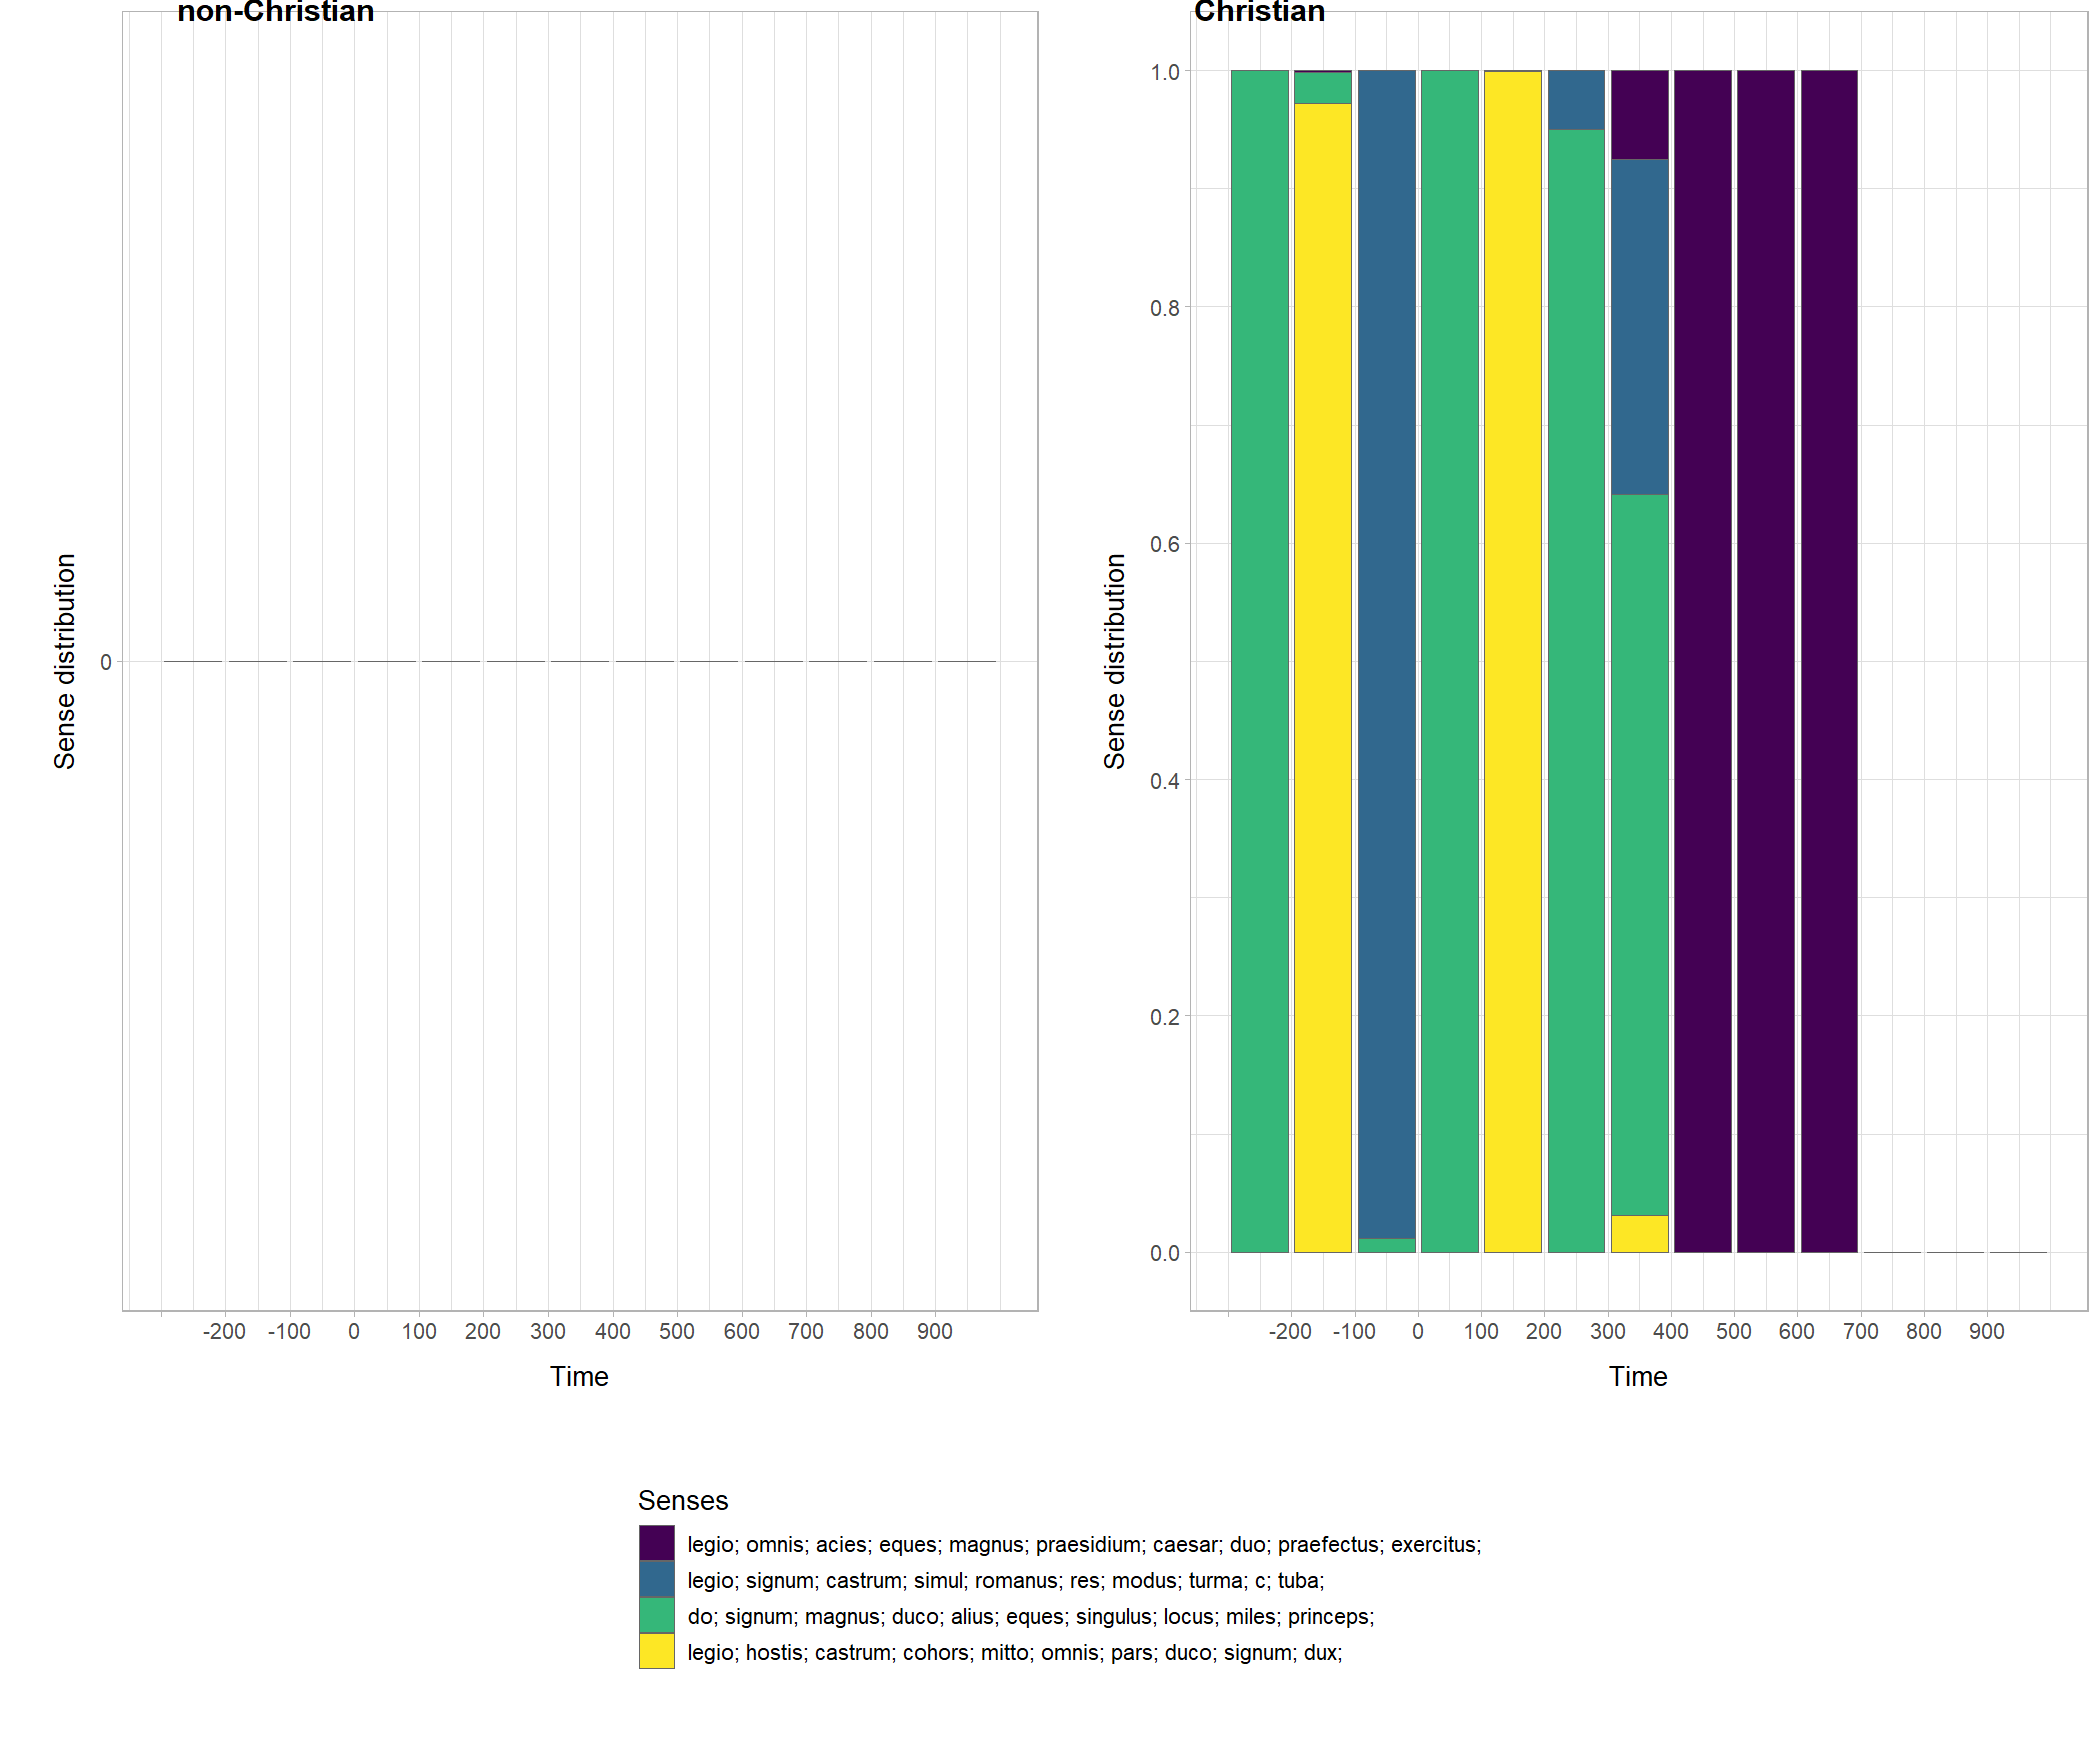 non-Christian
Sense distribution
0
-200 -100 0 100 200 300 400 500 600 700 800 900
Time
Christian
Sense distribution
1.0
0.8
0.6
0.4
0.2
0.0
-200 -100 0 100 200 300 400 500 600 700 800 900
Time
Senses
legio; omnis; acies; eques; magnus; praesidium; caesar; duo; praefectus; exercitus;
legio; signum; castrum; simul; romanus; res; modus; turma; c; tuba;
do; signum; magnus; duco; alius; eques; singulus; locus; miles; princeps;
legio; hostis; castrum; cohors; mitto; omnis; pars; duco; signum; dux;